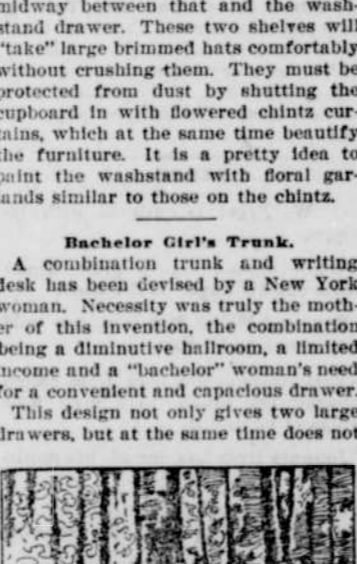 midway between that and the wash-
stand drawer. These two shelves will
"take" large brimmed hats comfortably
without crushing them. They must be
protected from dust by shutting the
cupboard in with flowered chintz cur-
tains, which at the same time beautify
the furniture. It is a pretty idea to
paint the washstand with floral gar-
lands similar to those on the chintz.
Bachelor Girl's Trunk.
A combination trunk and writing
desk has been devised by a New York
woman. Necessity was truly the moth-
er of this invention, the combination
being a diminutive hallroom, a limited
income and a "bachelor" woman's need
for a convenient and capacious drawer.
This design not only gives two large
drawers, but at the same time does not